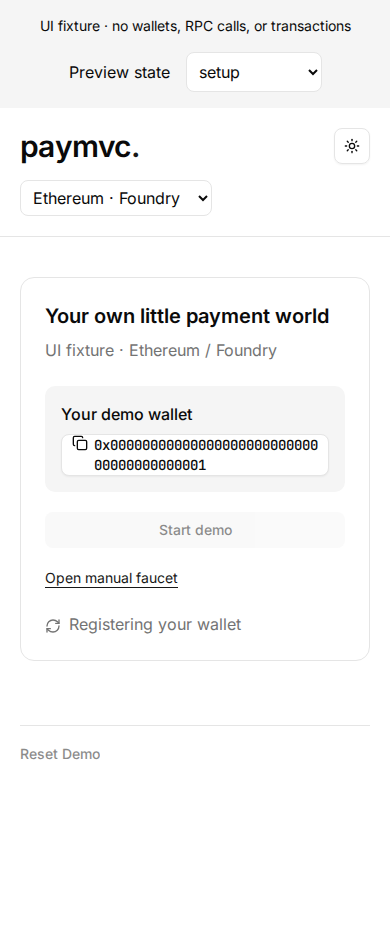 UI fixture · no wallets, RPC calls, or transactions
Preview state
setup
paymvc.
Ethereum · Foundry
Your own little payment world
UI fixture · Ethereum / Foundry
Your demo wallet
0x00000000000000000000000000
00000000000001
Start demo
Open manual faucet
Registering your wallet
Reset Demo